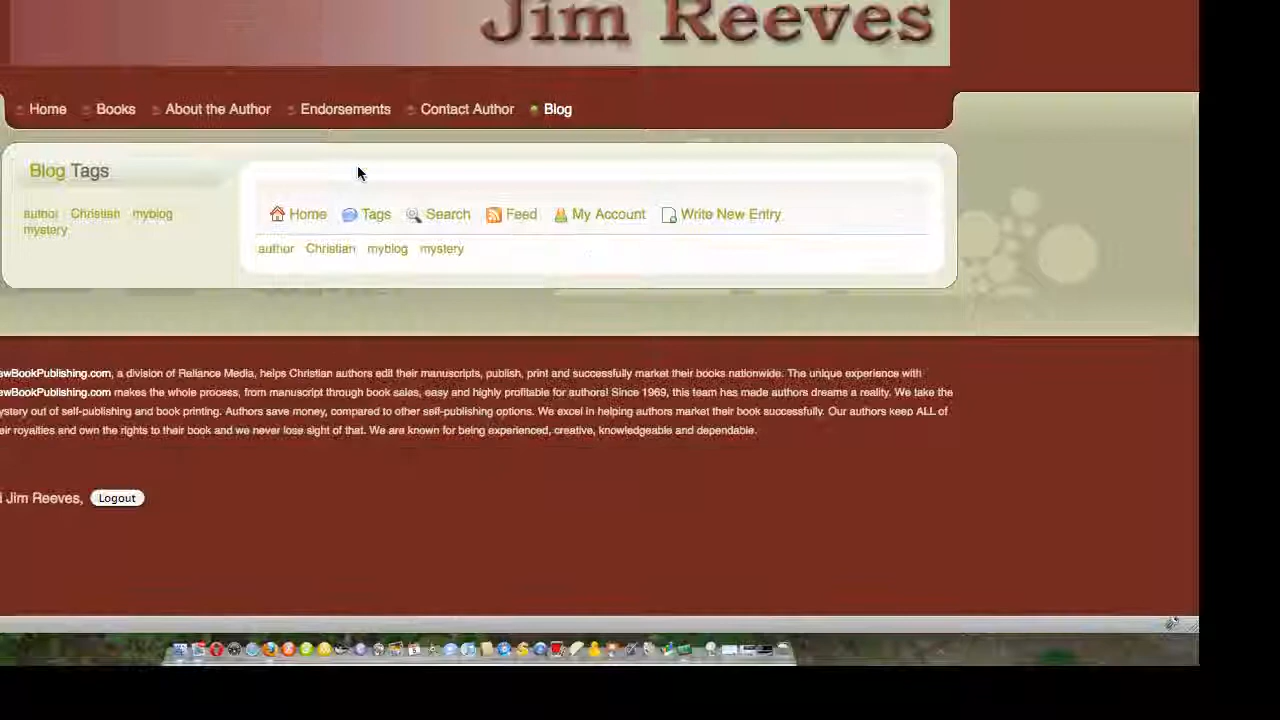 Jim Reeves
Home Books About the Author Endorsements Contact Author Blog
Blog Tags
author Christian myblog
mystery
Home Tags Search Feed My Account Write New Entry
author Christian myblog mystery
ewBookPublishing.com, a division of Reliance Media, helps Christian authors edit their manuscripts, publish, print and successfully market their books nationwide. The unique experience with
ewBookPublishing.com makes the whole process, from manuscript through book sales, easy and highly profitable for authors! Since 1969, this team has made authors dreams a reality. We take the
ystery out of self-publishing and book printing. Authors save money, compared to other self-publishing options. We excel in helping authors market their book successfully. Our authors keep ALL of
eir royalties and own the rights to their book and we never lose sight of that. We are known for being experienced, creative, knowledgeable and dependable.
i Jim Reeves, Logout